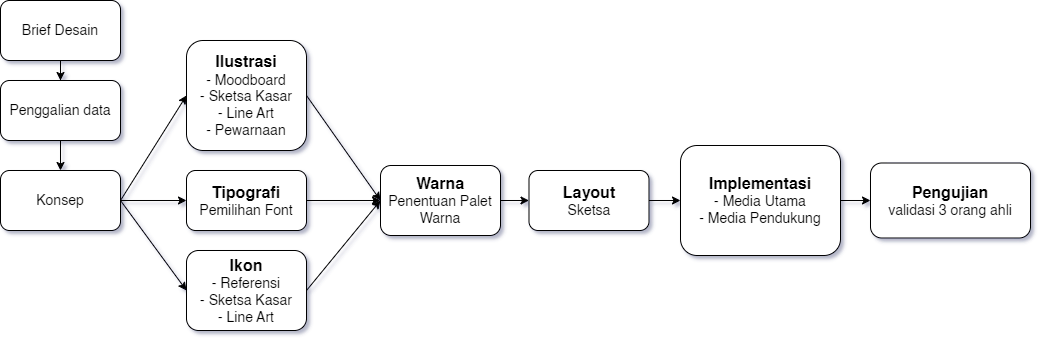 Brief Desain
Penggalian data
Konsep
Ilustrasi
- Moodboard
- Sketsa Kasar
- Line Art
- Pewarnaan
Tipografi
Pemilihan Font
Ikon
- Referensi
- Sketsa Kasar
- Line Art
Warna
Penentuan Palet
Warna
Layout
Sketsa
Implementasi
- Media Utama
- Media Pendukung
Pengujian
validasi 3 orang ahli